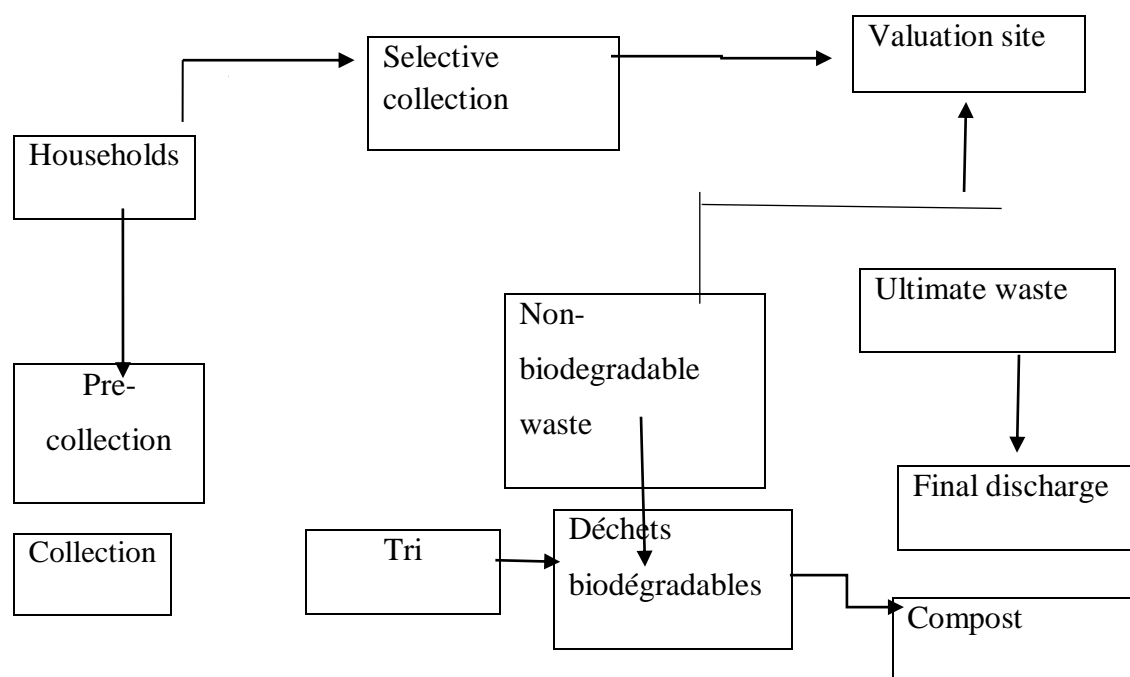 Selective
collection
Valuation site
Households
Non-
biodegradable
waste
Ultimate waste
Pre-
collection
Final discharge
Collection
Tri
Déchets
biodégradables
Compost